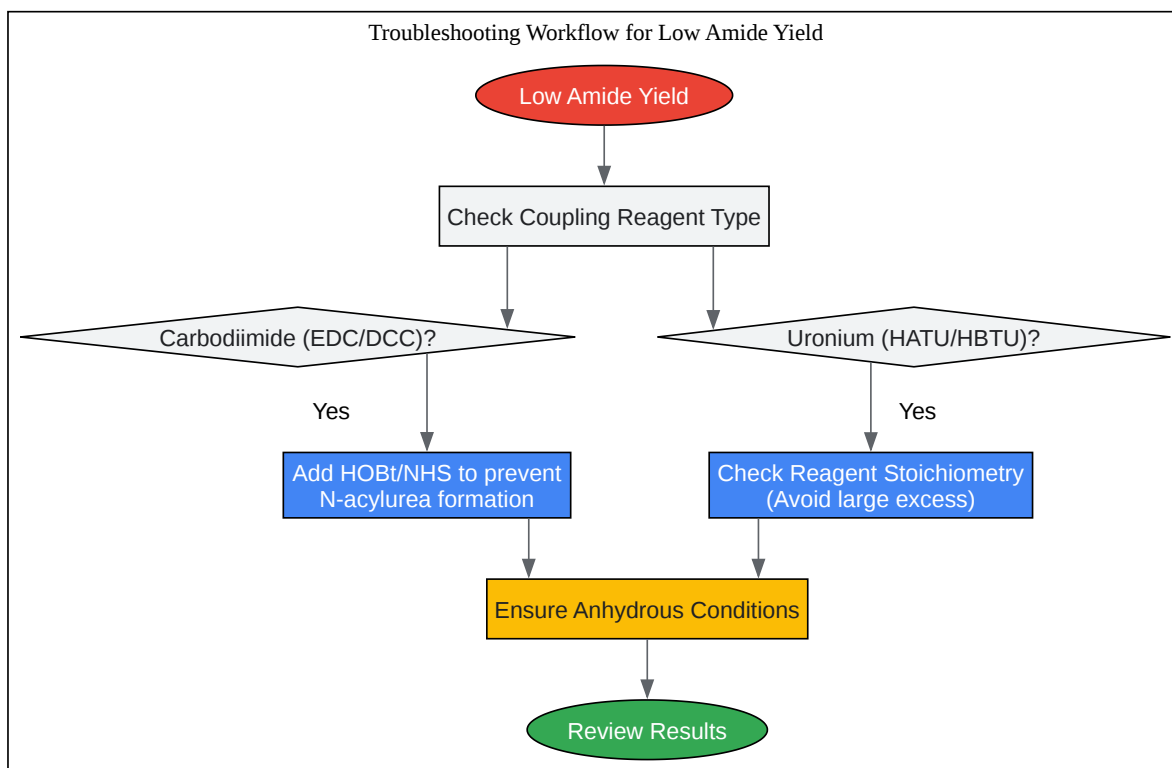 Troubleshooting Workflow for Low Amide Yield
Low Amide Yield
Check Coupling Reagent Type
Carbodiimide (EDC/DCC)?
Uronium (HATU/HBTU)?
Yes
Yes
Add HOBt/NHS to prevent
N-acylurea formation
Check Reagent Stoichiometry
(Avoid large excess)
Ensure Anhydrous Conditions
Review Results